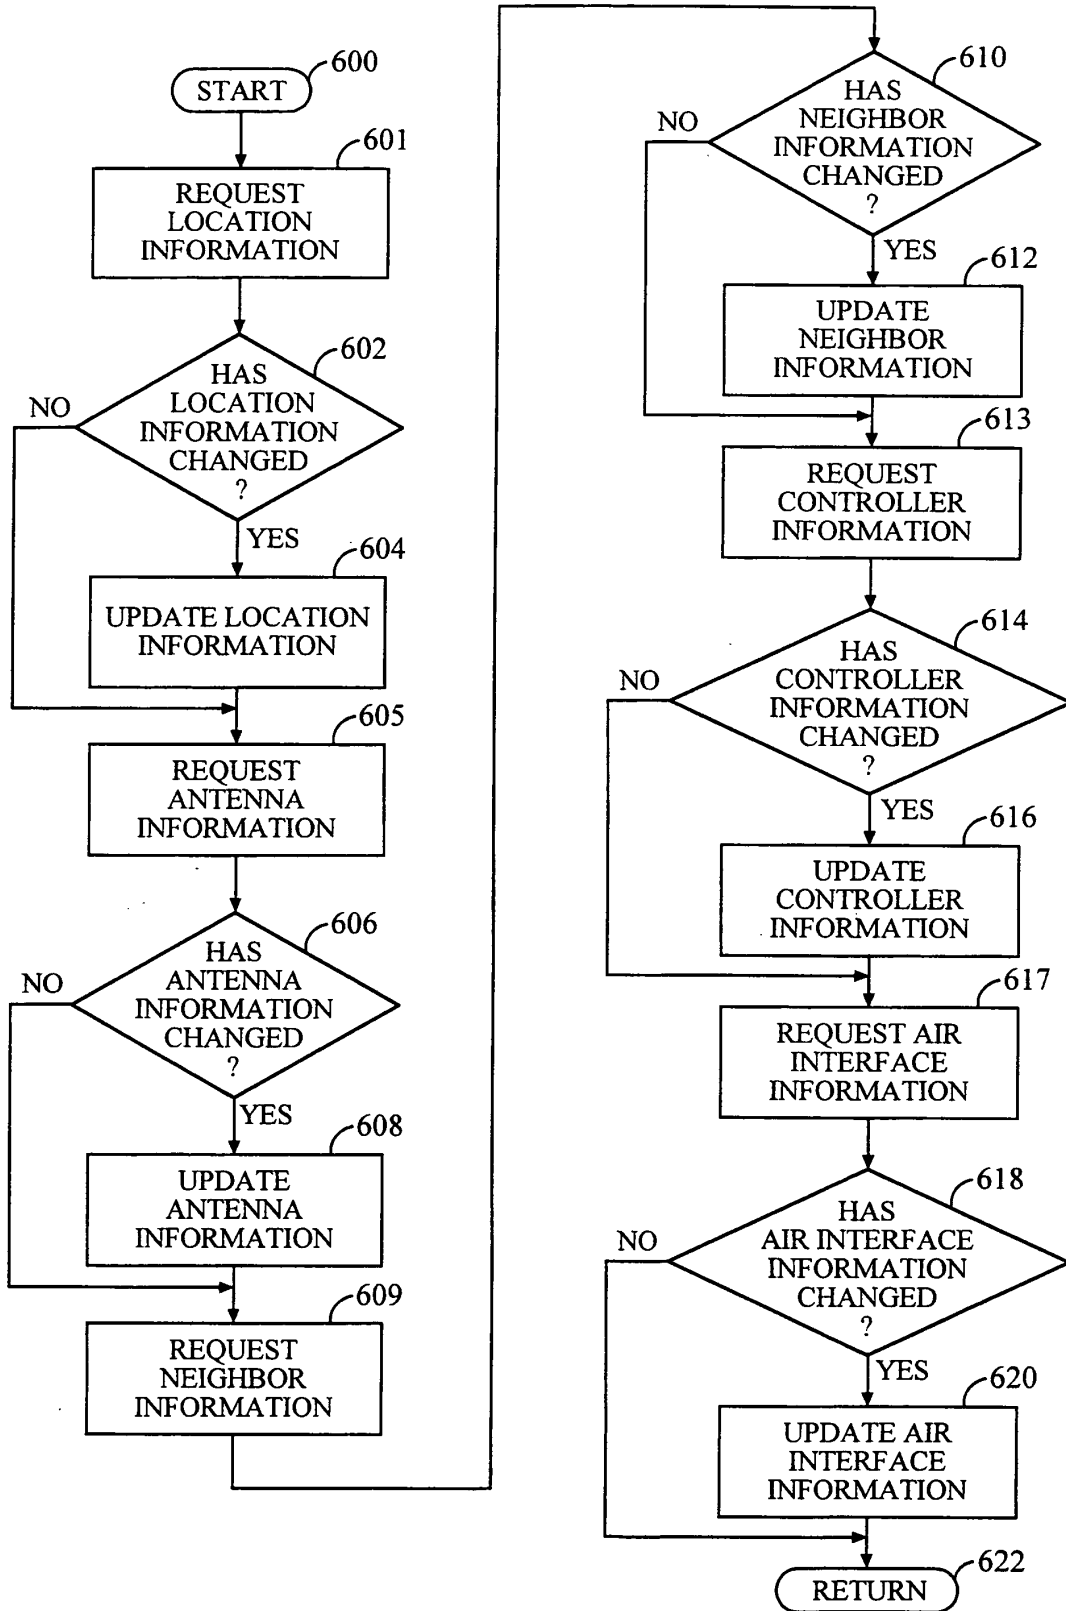 START
600
601
REQUEST
LOCATION
INFORMATION
602
HAS
LOCATION
INFORMATION
CHANGED
?
NO
YES
604
UPDATE LOCATION
INFORMATION
605
REQUEST
ANTENNA
INFORMATION
606
HAS
ANTENNA
INFORMATION
CHANGED
?
NO
YES
608
UPDATE
ANTENNA
INFORMATION
609
REQUEST
NEIGHBOR
INFORMATION
610
HAS
NEIGHBOR
INFORMATION
CHANGED
?
NO
YES
612
UPDATE
NEIGHBOR
INFORMATION
613
REQUEST
CONTROLLER
INFORMATION
614
HAS
CONTROLLER
INFORMATION
CHANGED
?
NO
YES
616
UPDATE
CONTROLLER
INFORMATION
617
REQUEST AIR
INTERFACE
INFORMATION
618
HAS
AIR INTERFACE
INFORMATION
CHANGED
?
NO
YES
620
UPDATE AIR
INTERFACE
INFORMATION
622
RETURN